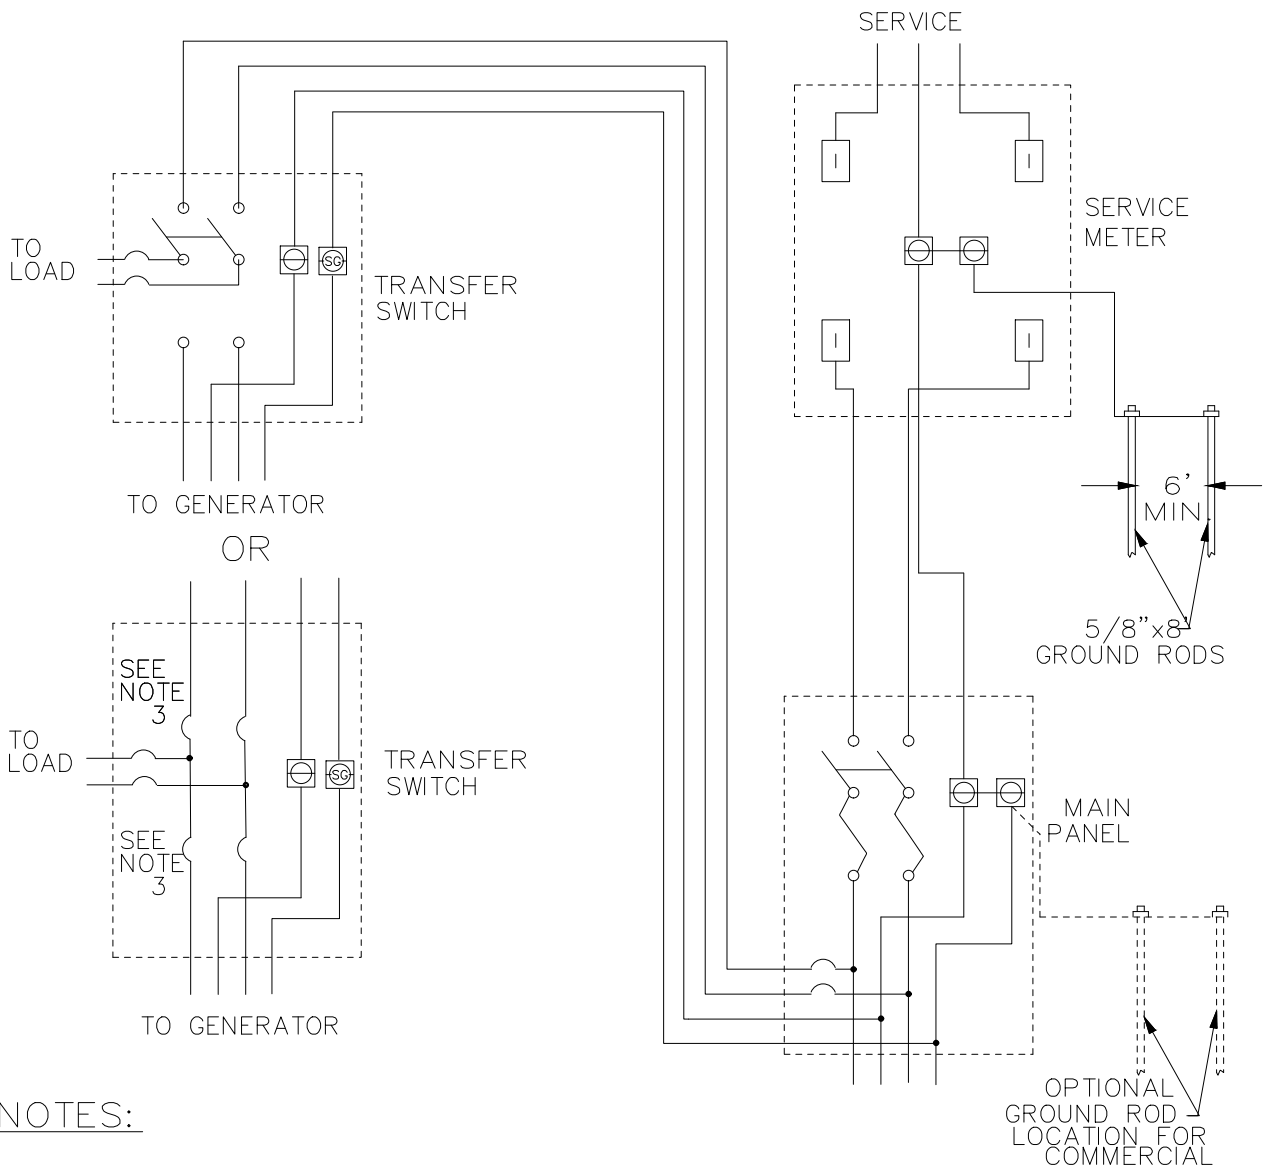 SERVICE
SERVICE
METER
TO
LOAD
SG
TRANSFER
SWITCH
TO GENERATOR
OR
6'
MIN.
5/8"x8'
GROUND RODS
SEE
NOTE
3
TO
LOAD
SG
TRANSFER
SWITCH
SEE
NOTE
3
TO GENERATOR
MAIN
PANEL
OPTIONAL
GROUND ROD
LOCATION FOR
COMMERCIAL
NOTES: